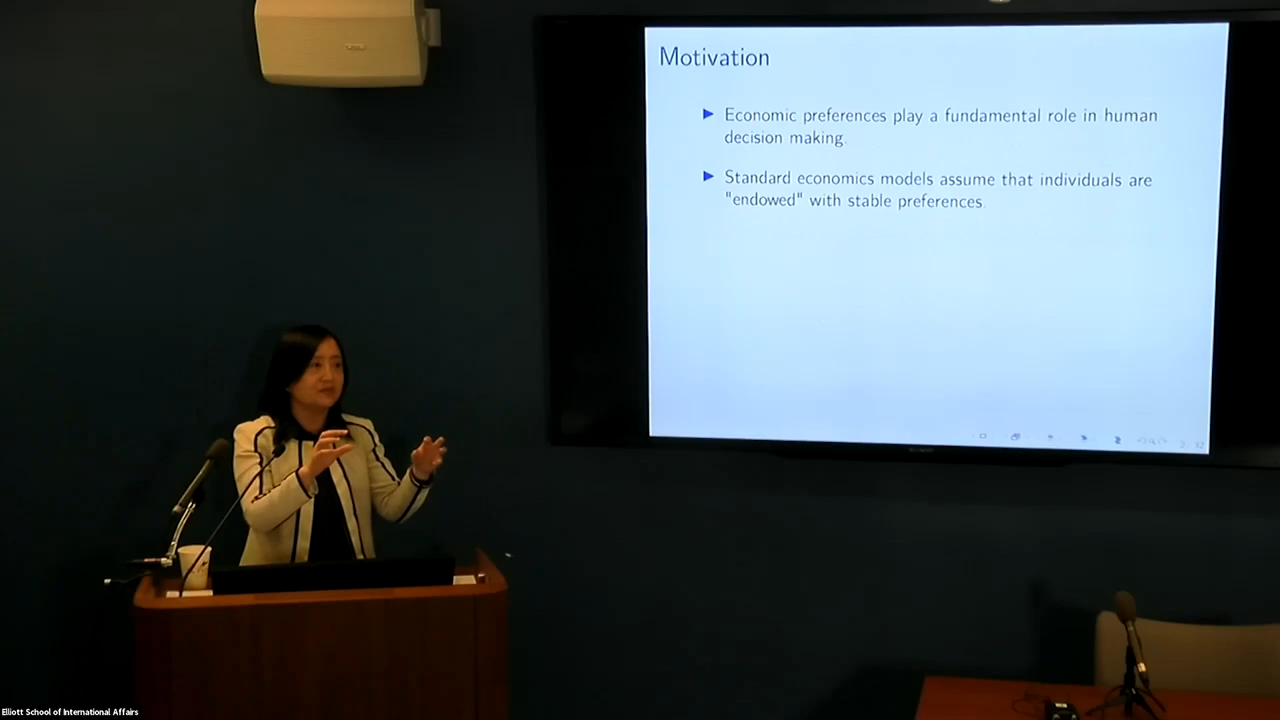 Motivation
Economic preferences play a fundamental role in human
decision making.
Standard economics models assume that individuals are
"endowed" with stable preferences.
Elliott School of International Affairs